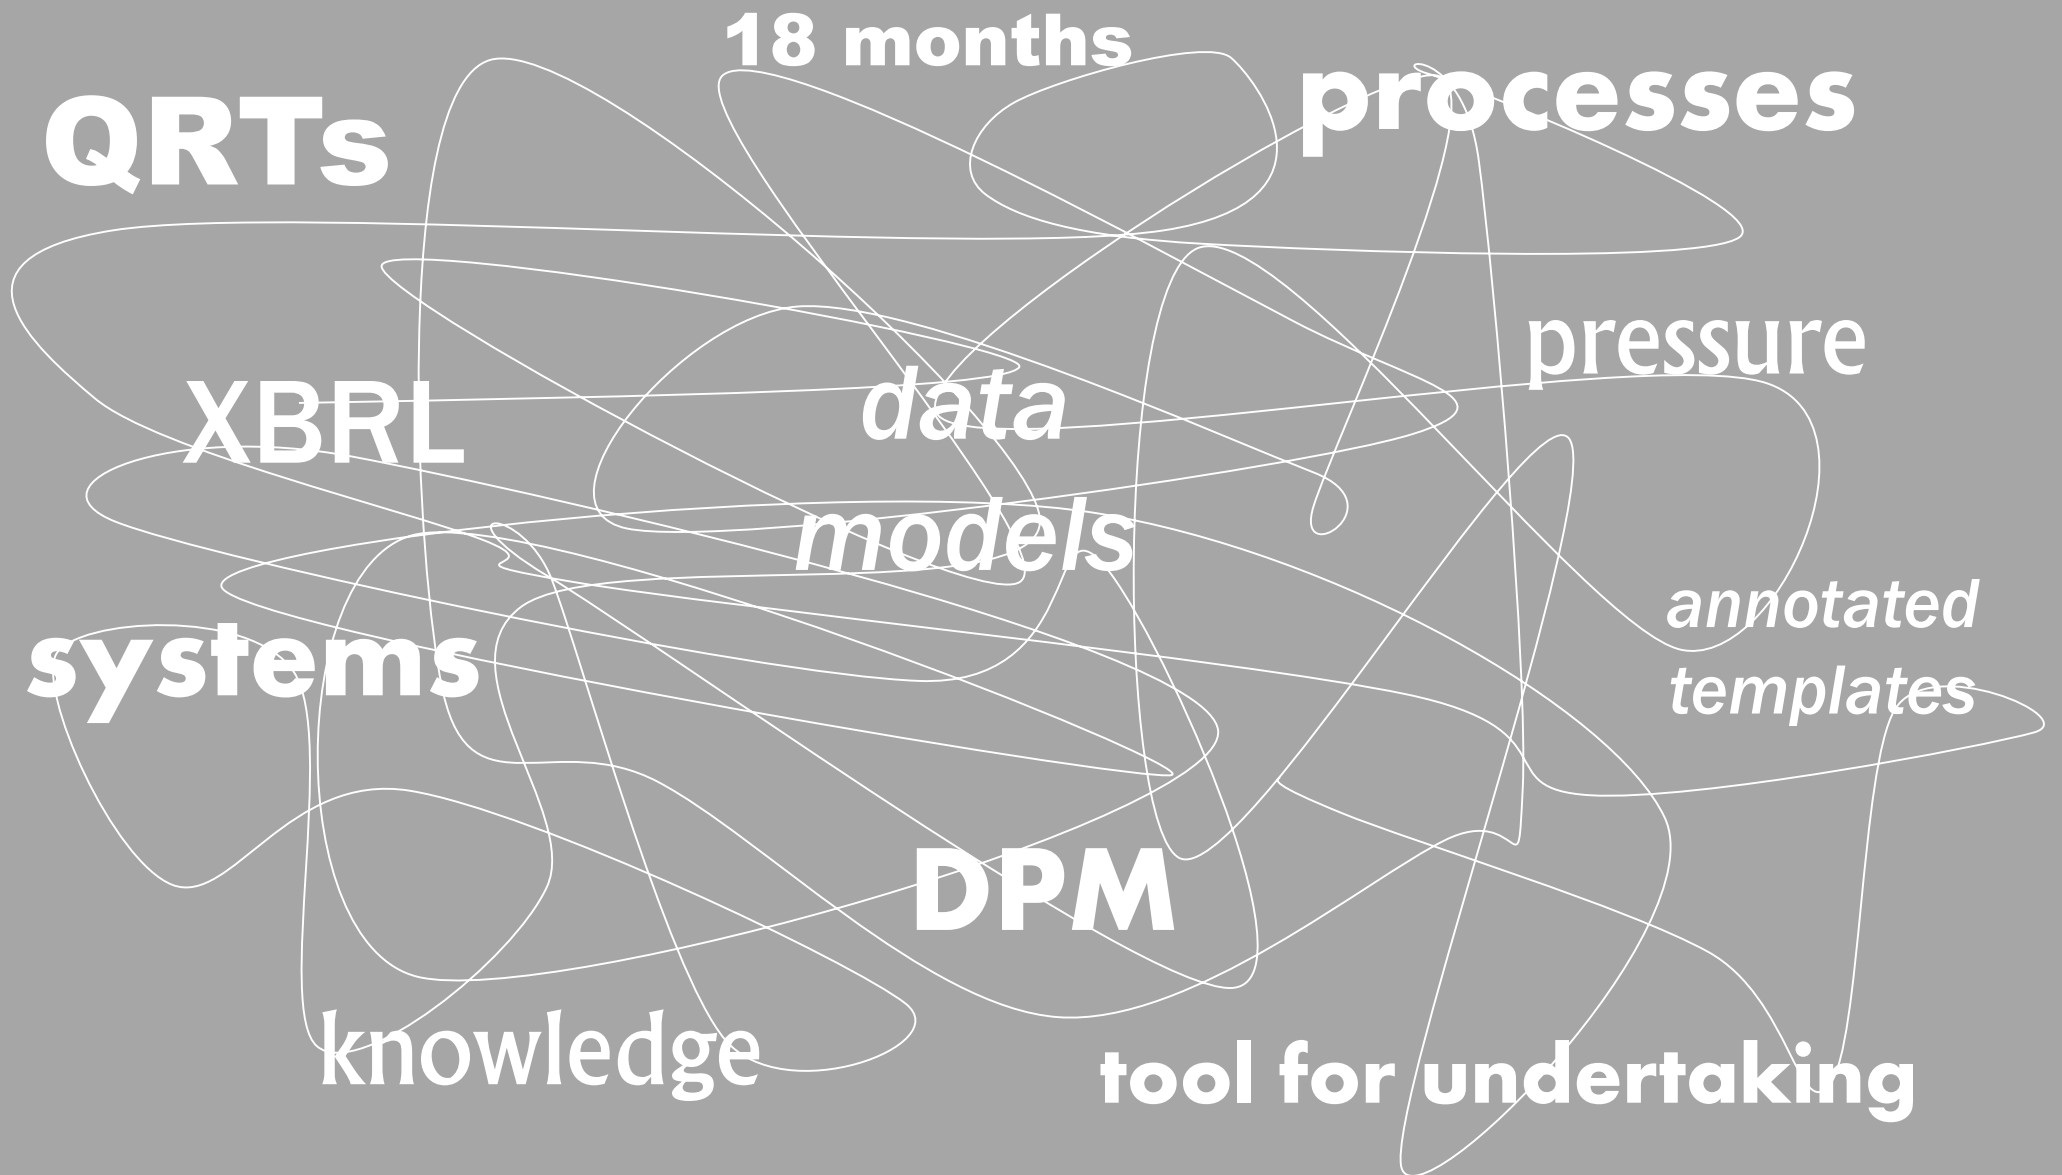 18 months
processes
QRTs
pressure
XBRL
data
models
annotated
templates
systems
DPM
knowledge
tool for undertaking